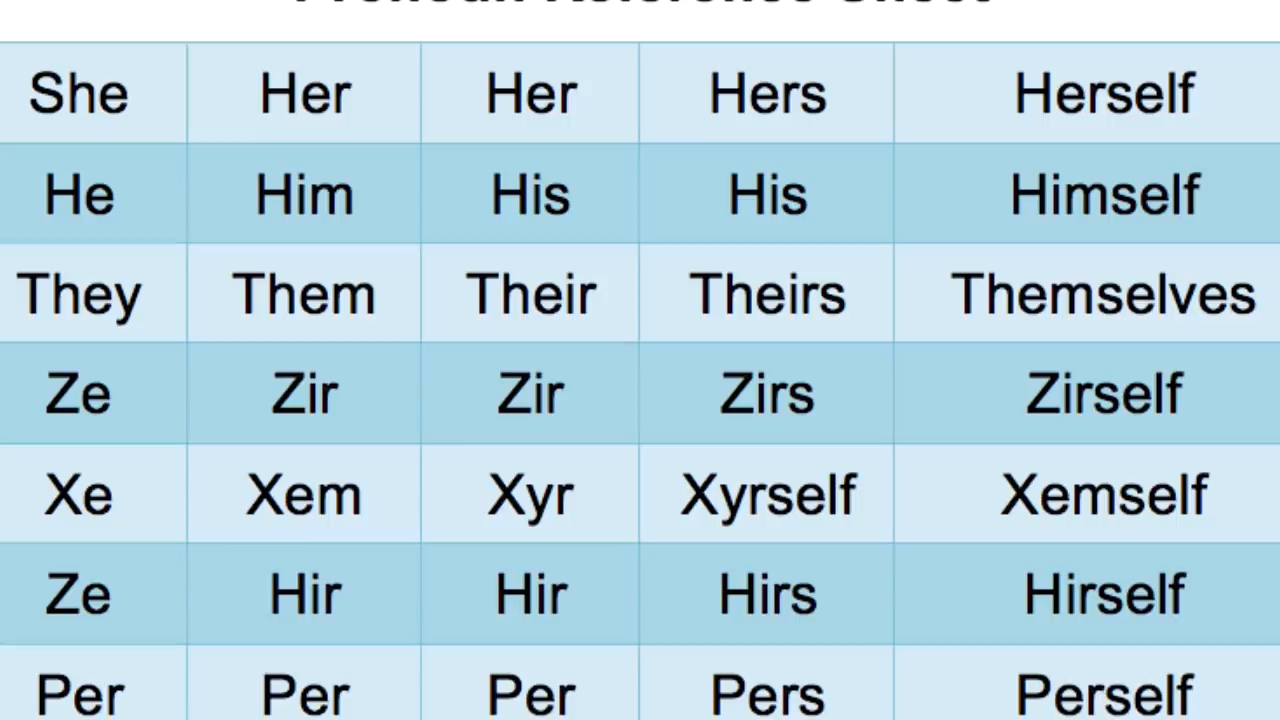 She Her Her Hers Herself
He Him His His Himself
They Them Their Theirs Themselves
Ze Zir Zir Zirs Zirself
Xe Xem Xyr Xyrself Xemself
Ze Hir Hir Hirs Hirself
Per Per Per Pers Perself